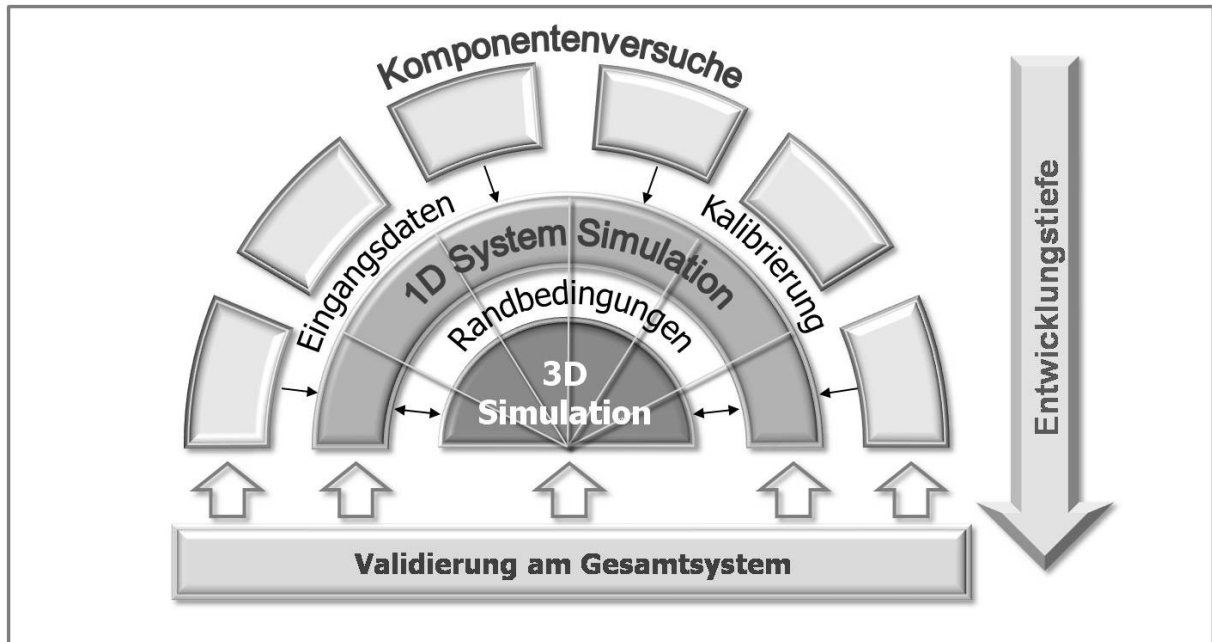 Komponentenversuche
Eingangsdaten
Kalibrierung
1D System Simulation
Randbedingungen
3D
Simulation
Validierung am Gesamtsystem
Entwicklungstiefe